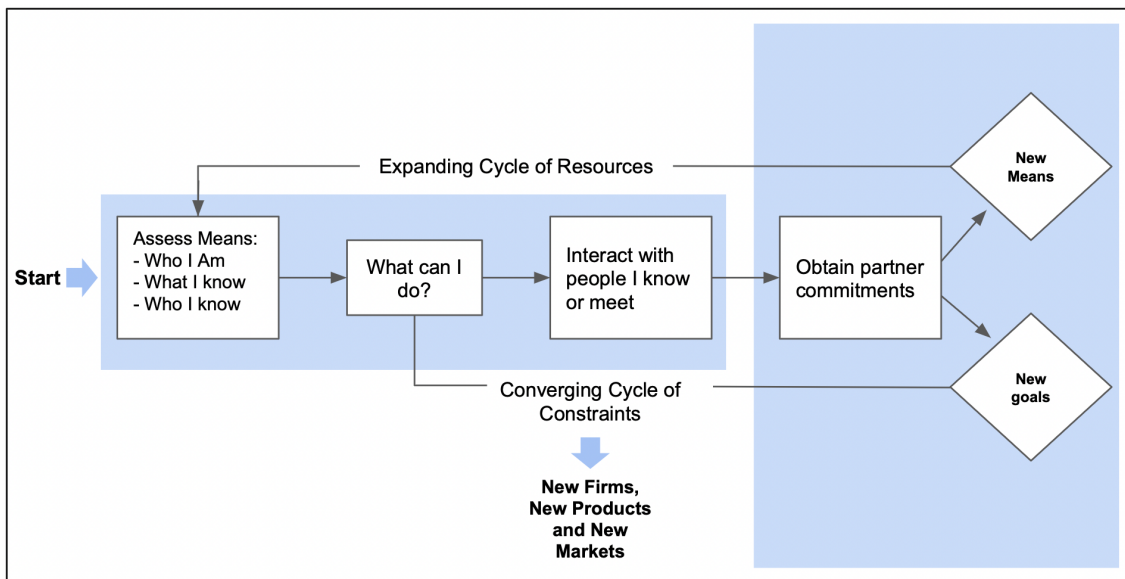 New
Means
Expanding Cycle of Resources
Assess Means:
- Who I Am
- What I know
- Who I know
Start
What can I
do?
Interact with
people I know
or meet
Obtain partner
commitments
New
goals
Converging Cycle of
Constraints
New Firms,
New Products
and New
Markets